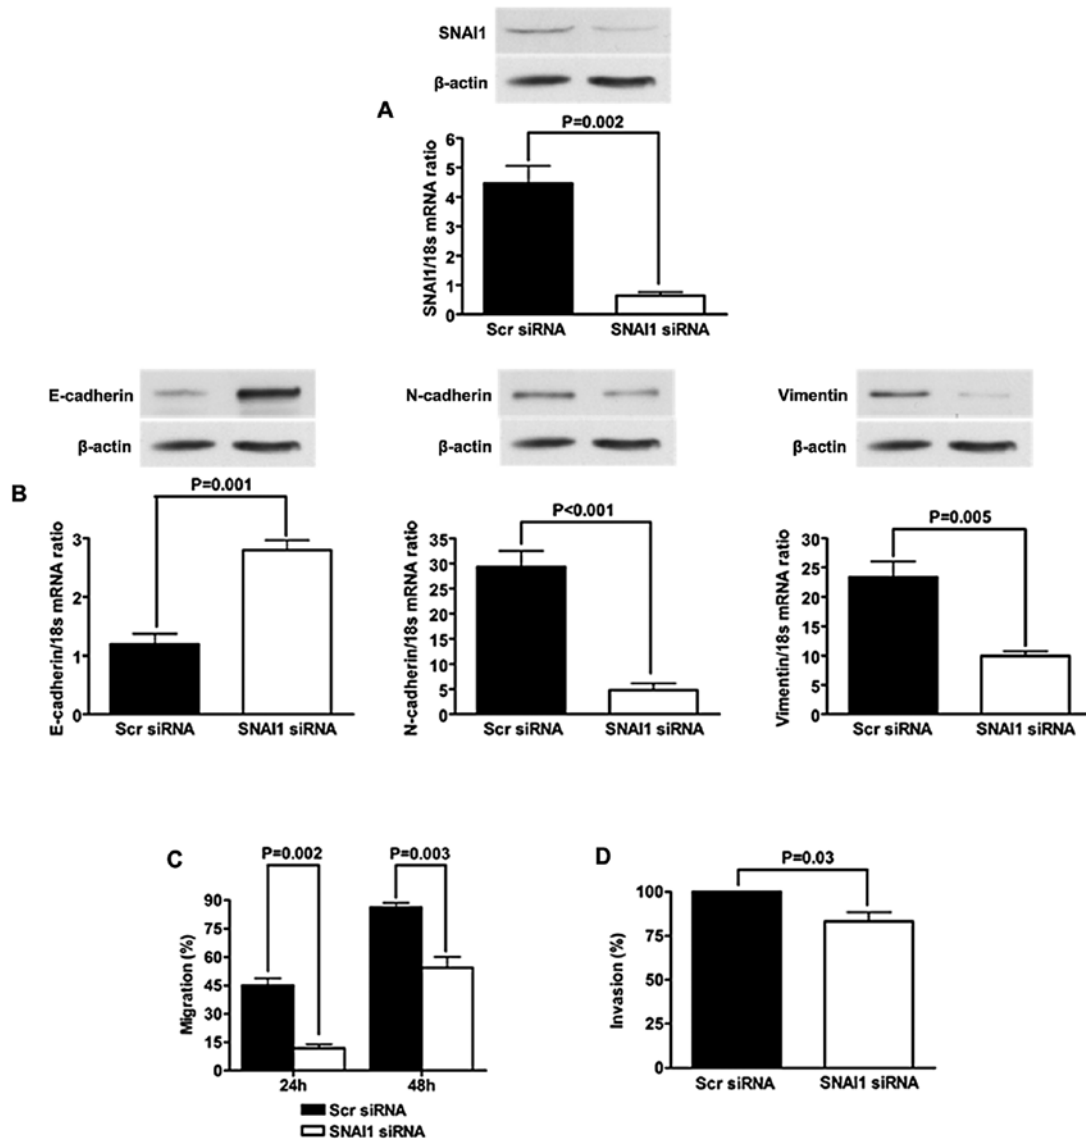 SNAI1
β-actin
A
P=0.002
SNAI1/18s mRNA ratio
6
5
4
3
2
1
0
Scr siRNA
SNAI1 siRNA
E-cadherin
β-actin
N-cadherin
β-actin
Vimentin
β-actin
B
P=0.001
E-cadherin/18s mRNA ratio
3
2
1
0
Scr siRNA
SNAI1 siRNA
P<0.001
N-cadherin/18s mRNA ratio
35
30
25
20
15
10
5
0
Scr siRNA
SNAI1 siRNA
P=0.005
Vimentin/18s mRNA ratio
30
25
20
15
10
5
0
Scr siRNA
SNAI1 siRNA
C
P=0.002
P=0.003
Migration (%)
90
75
60
45
30
15
0
24h
48h
Scr siRNA
SNAI1 siRNA
D
P=0.03
Invasion (%)
100
75
50
25
0
Scr siRNA
SNAI1 siRNA